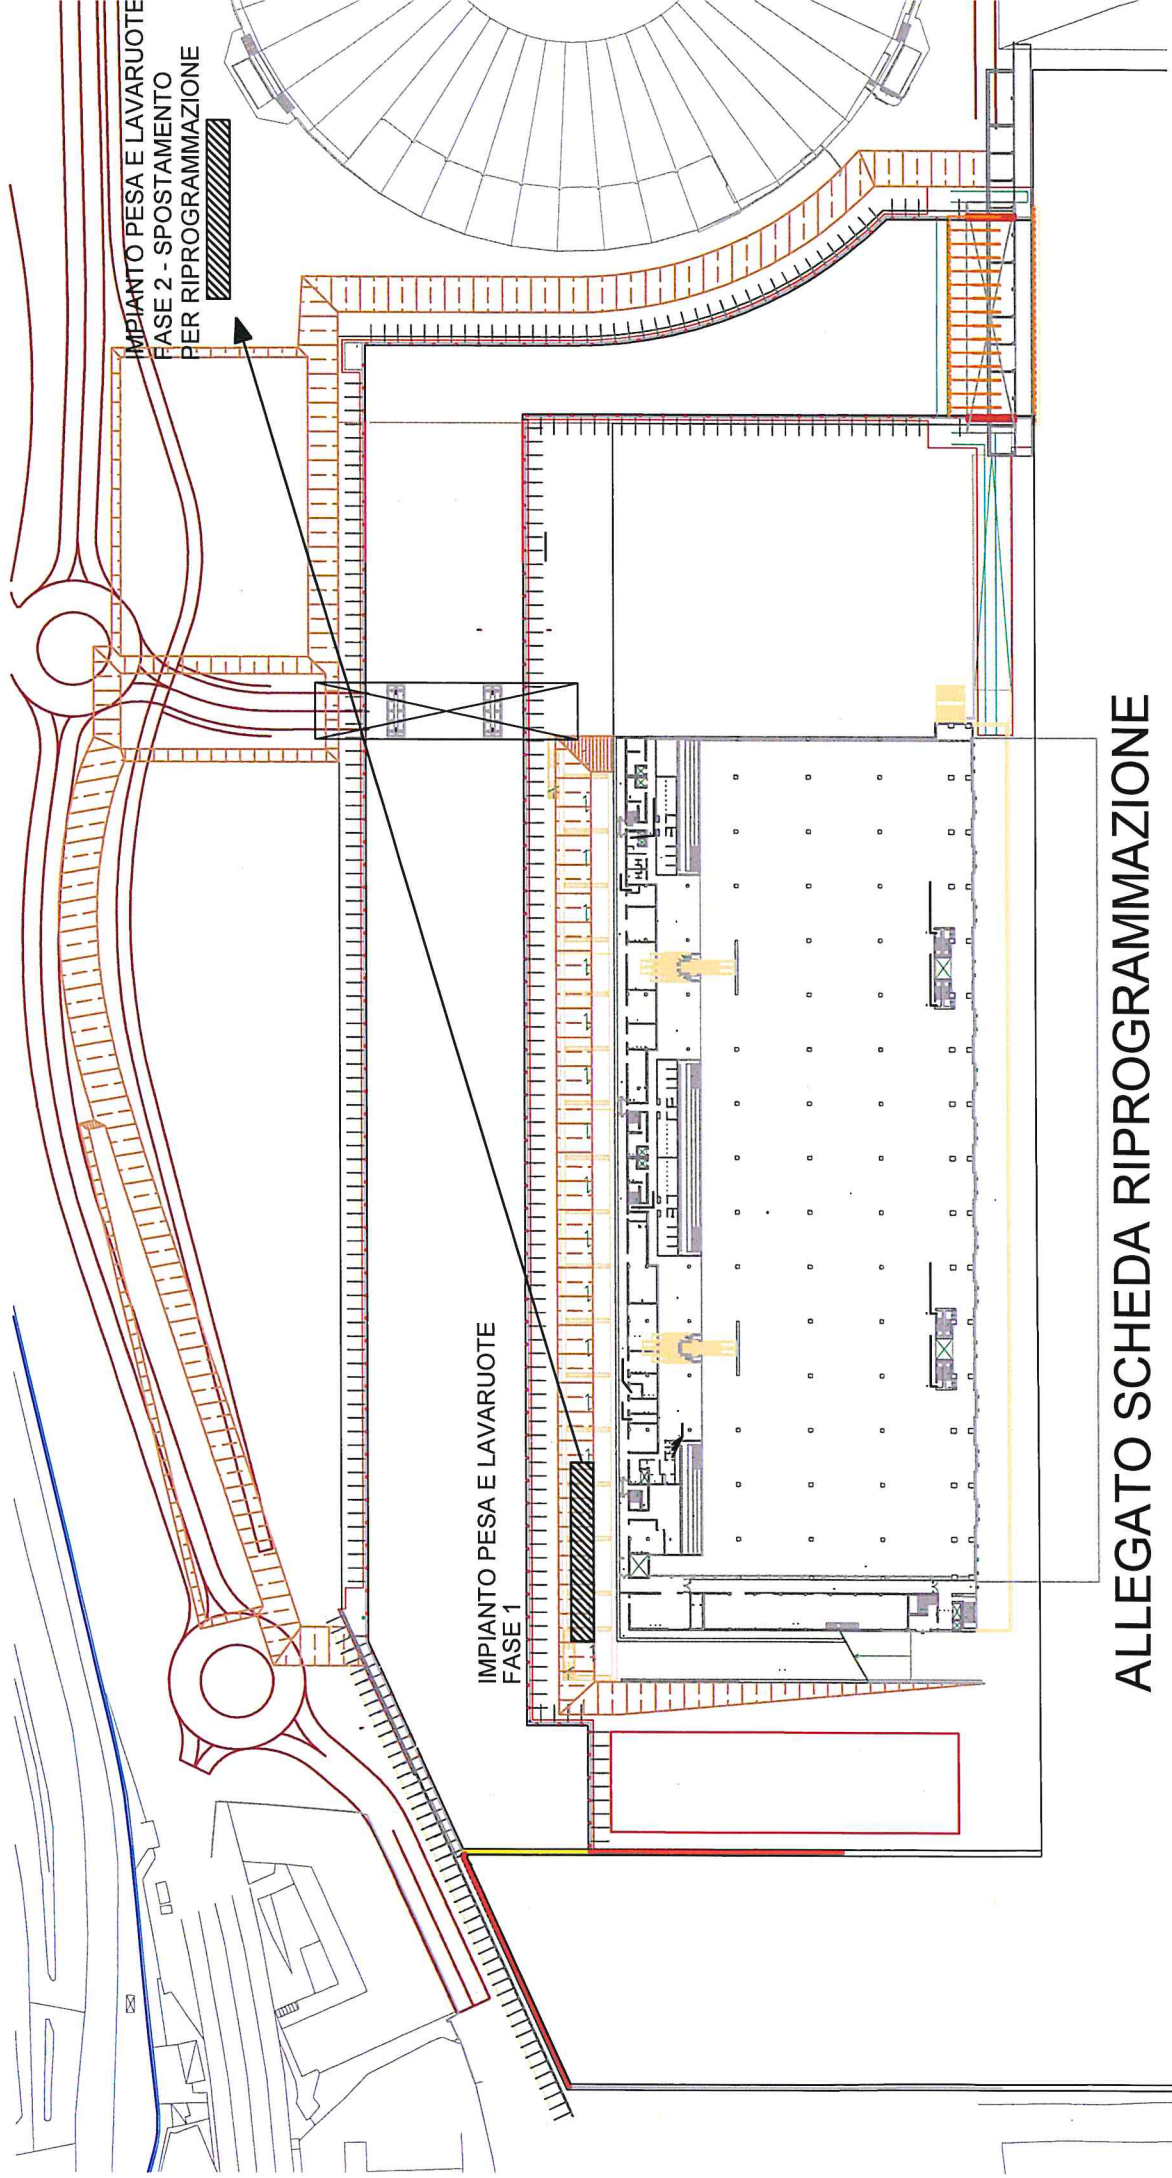 IMPIANTO PESA E LAVARUOTE
FASE 2 - SPOSTAMENTO
PER RIPROGRAMMAZIONE
IMPIANTO PESA E LAVARUOTE
FASE 1
ALLEGATO SCHEDA RIPROGRAMMAZIONE